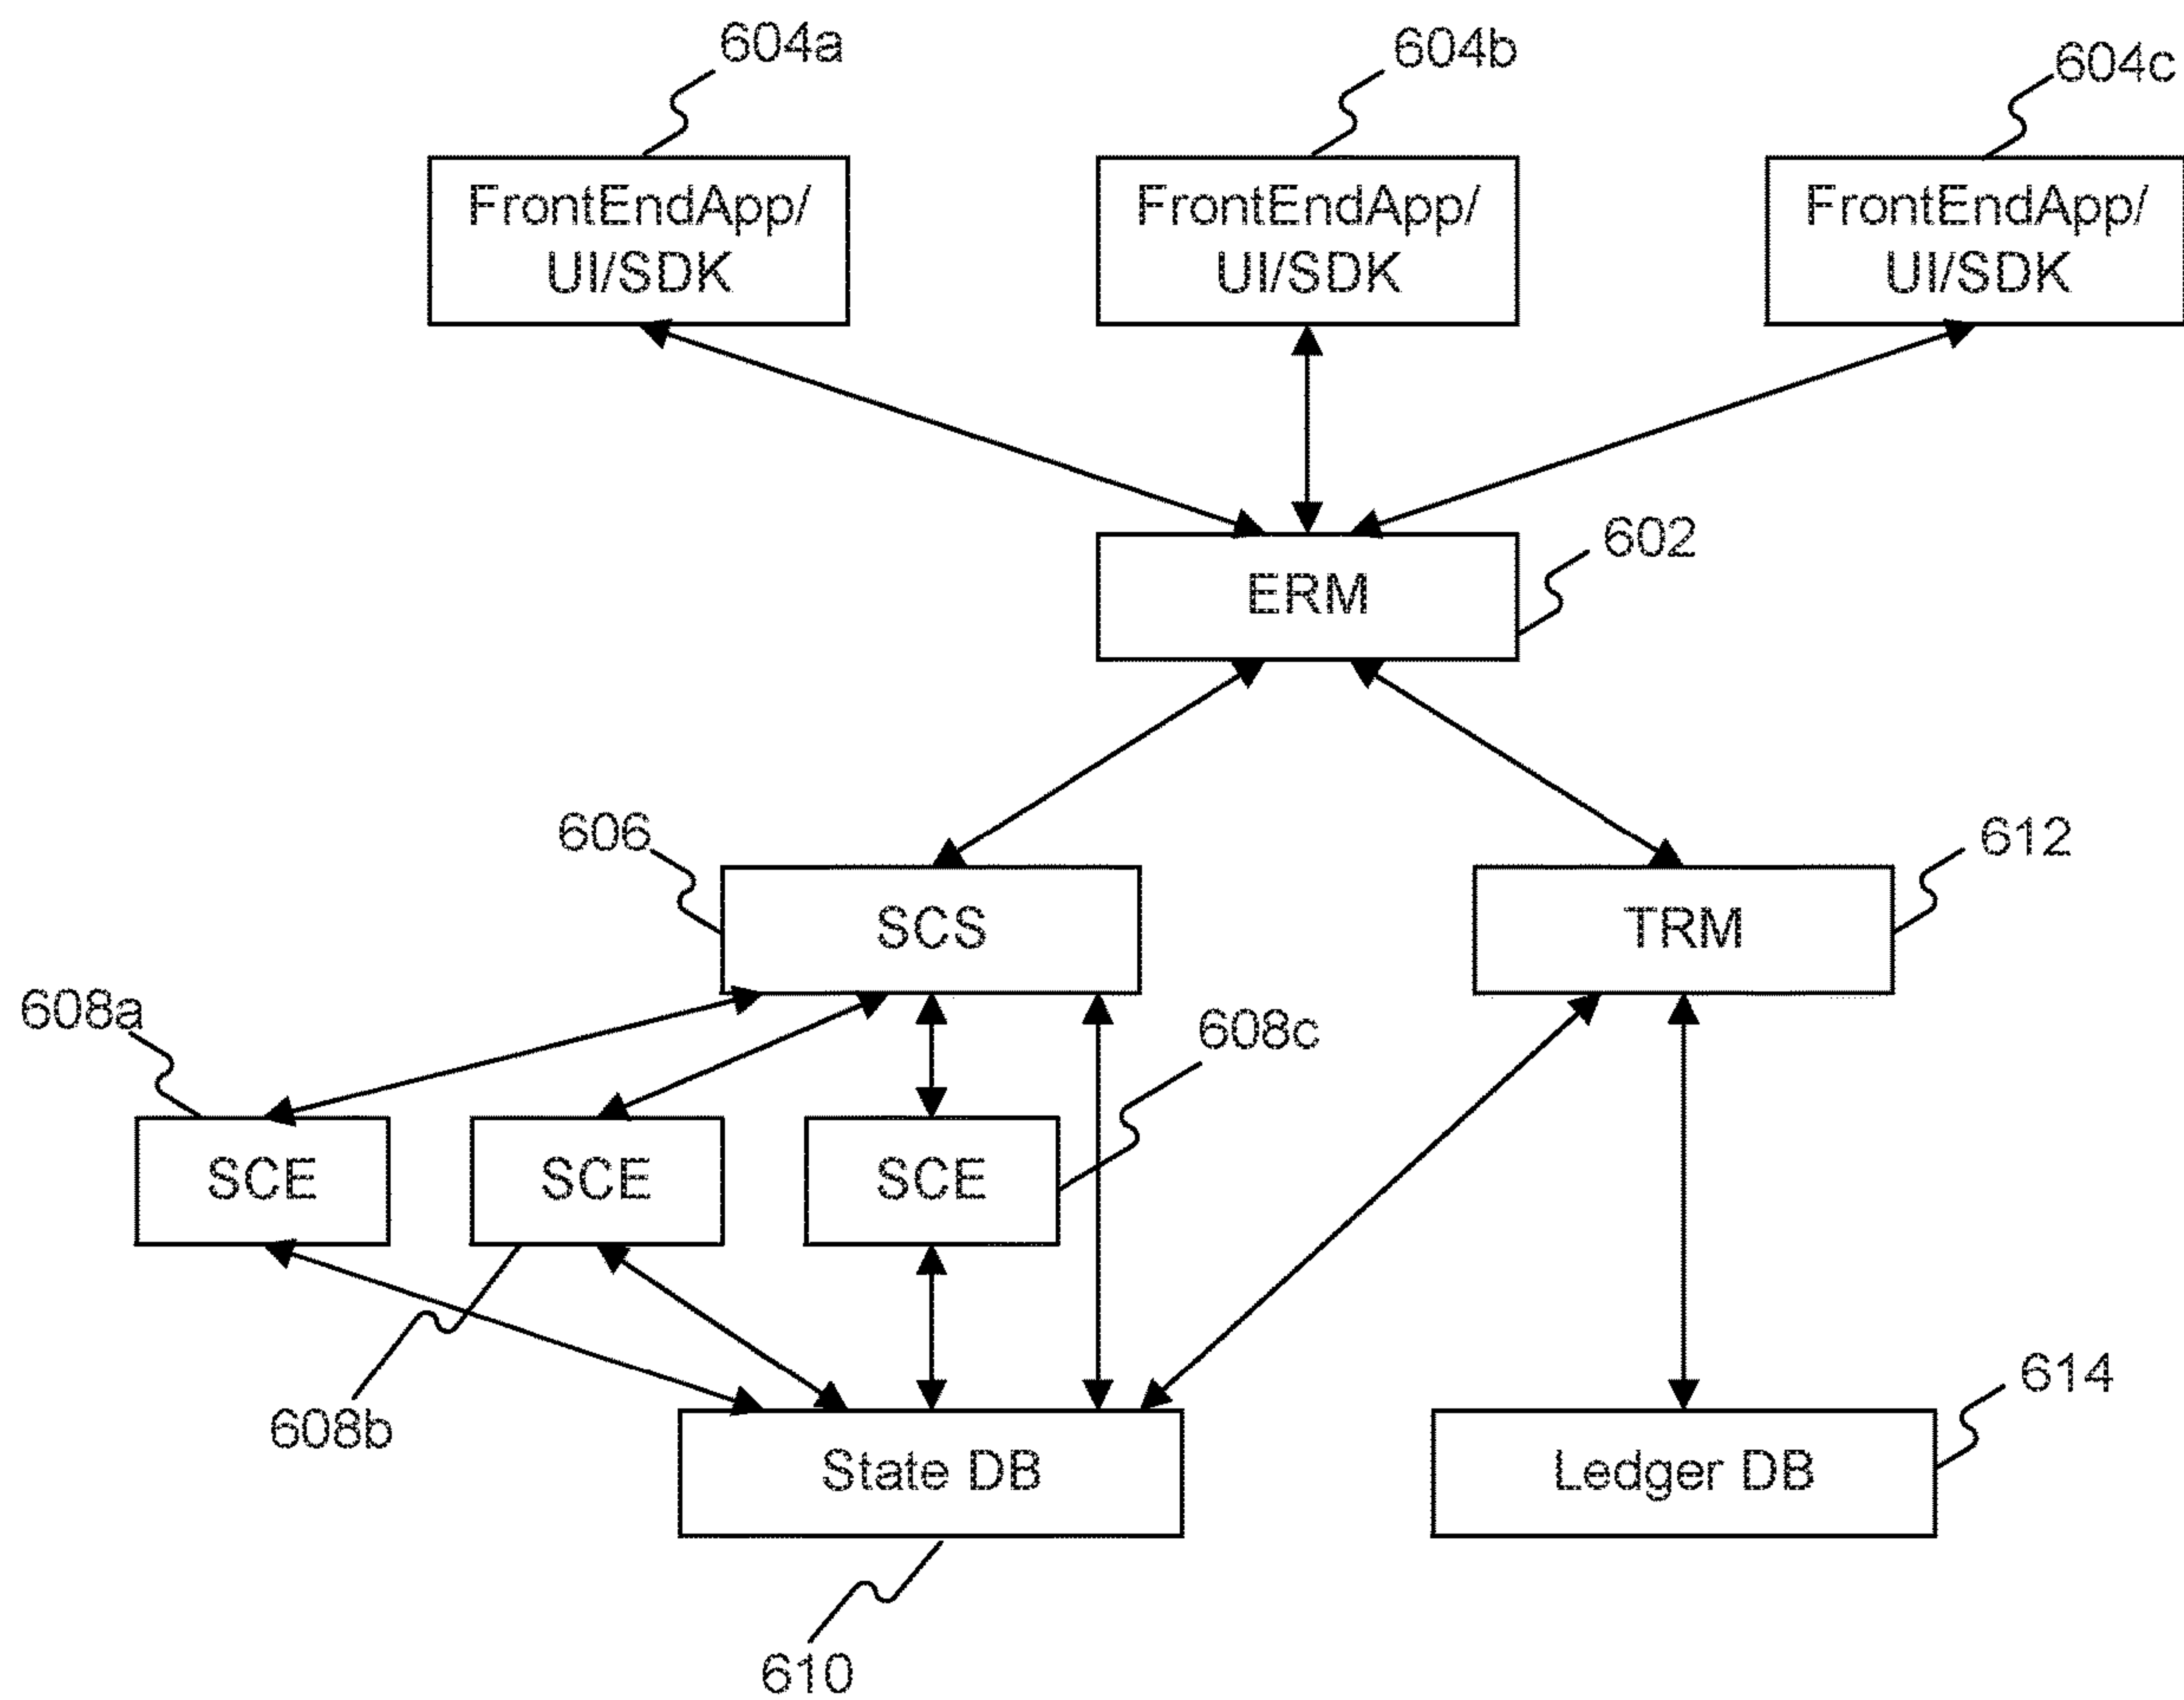 604a
604b
604c
FrontEndApp/
UI/SDK
FrontEndApp/
UI/SDK
FrontEndApp/
UI/SDK
602
ERM
606
612
SCS
TRM
608a
608c
SCE
SCE
SCE
608b
614
State DB
Ledger DB
610